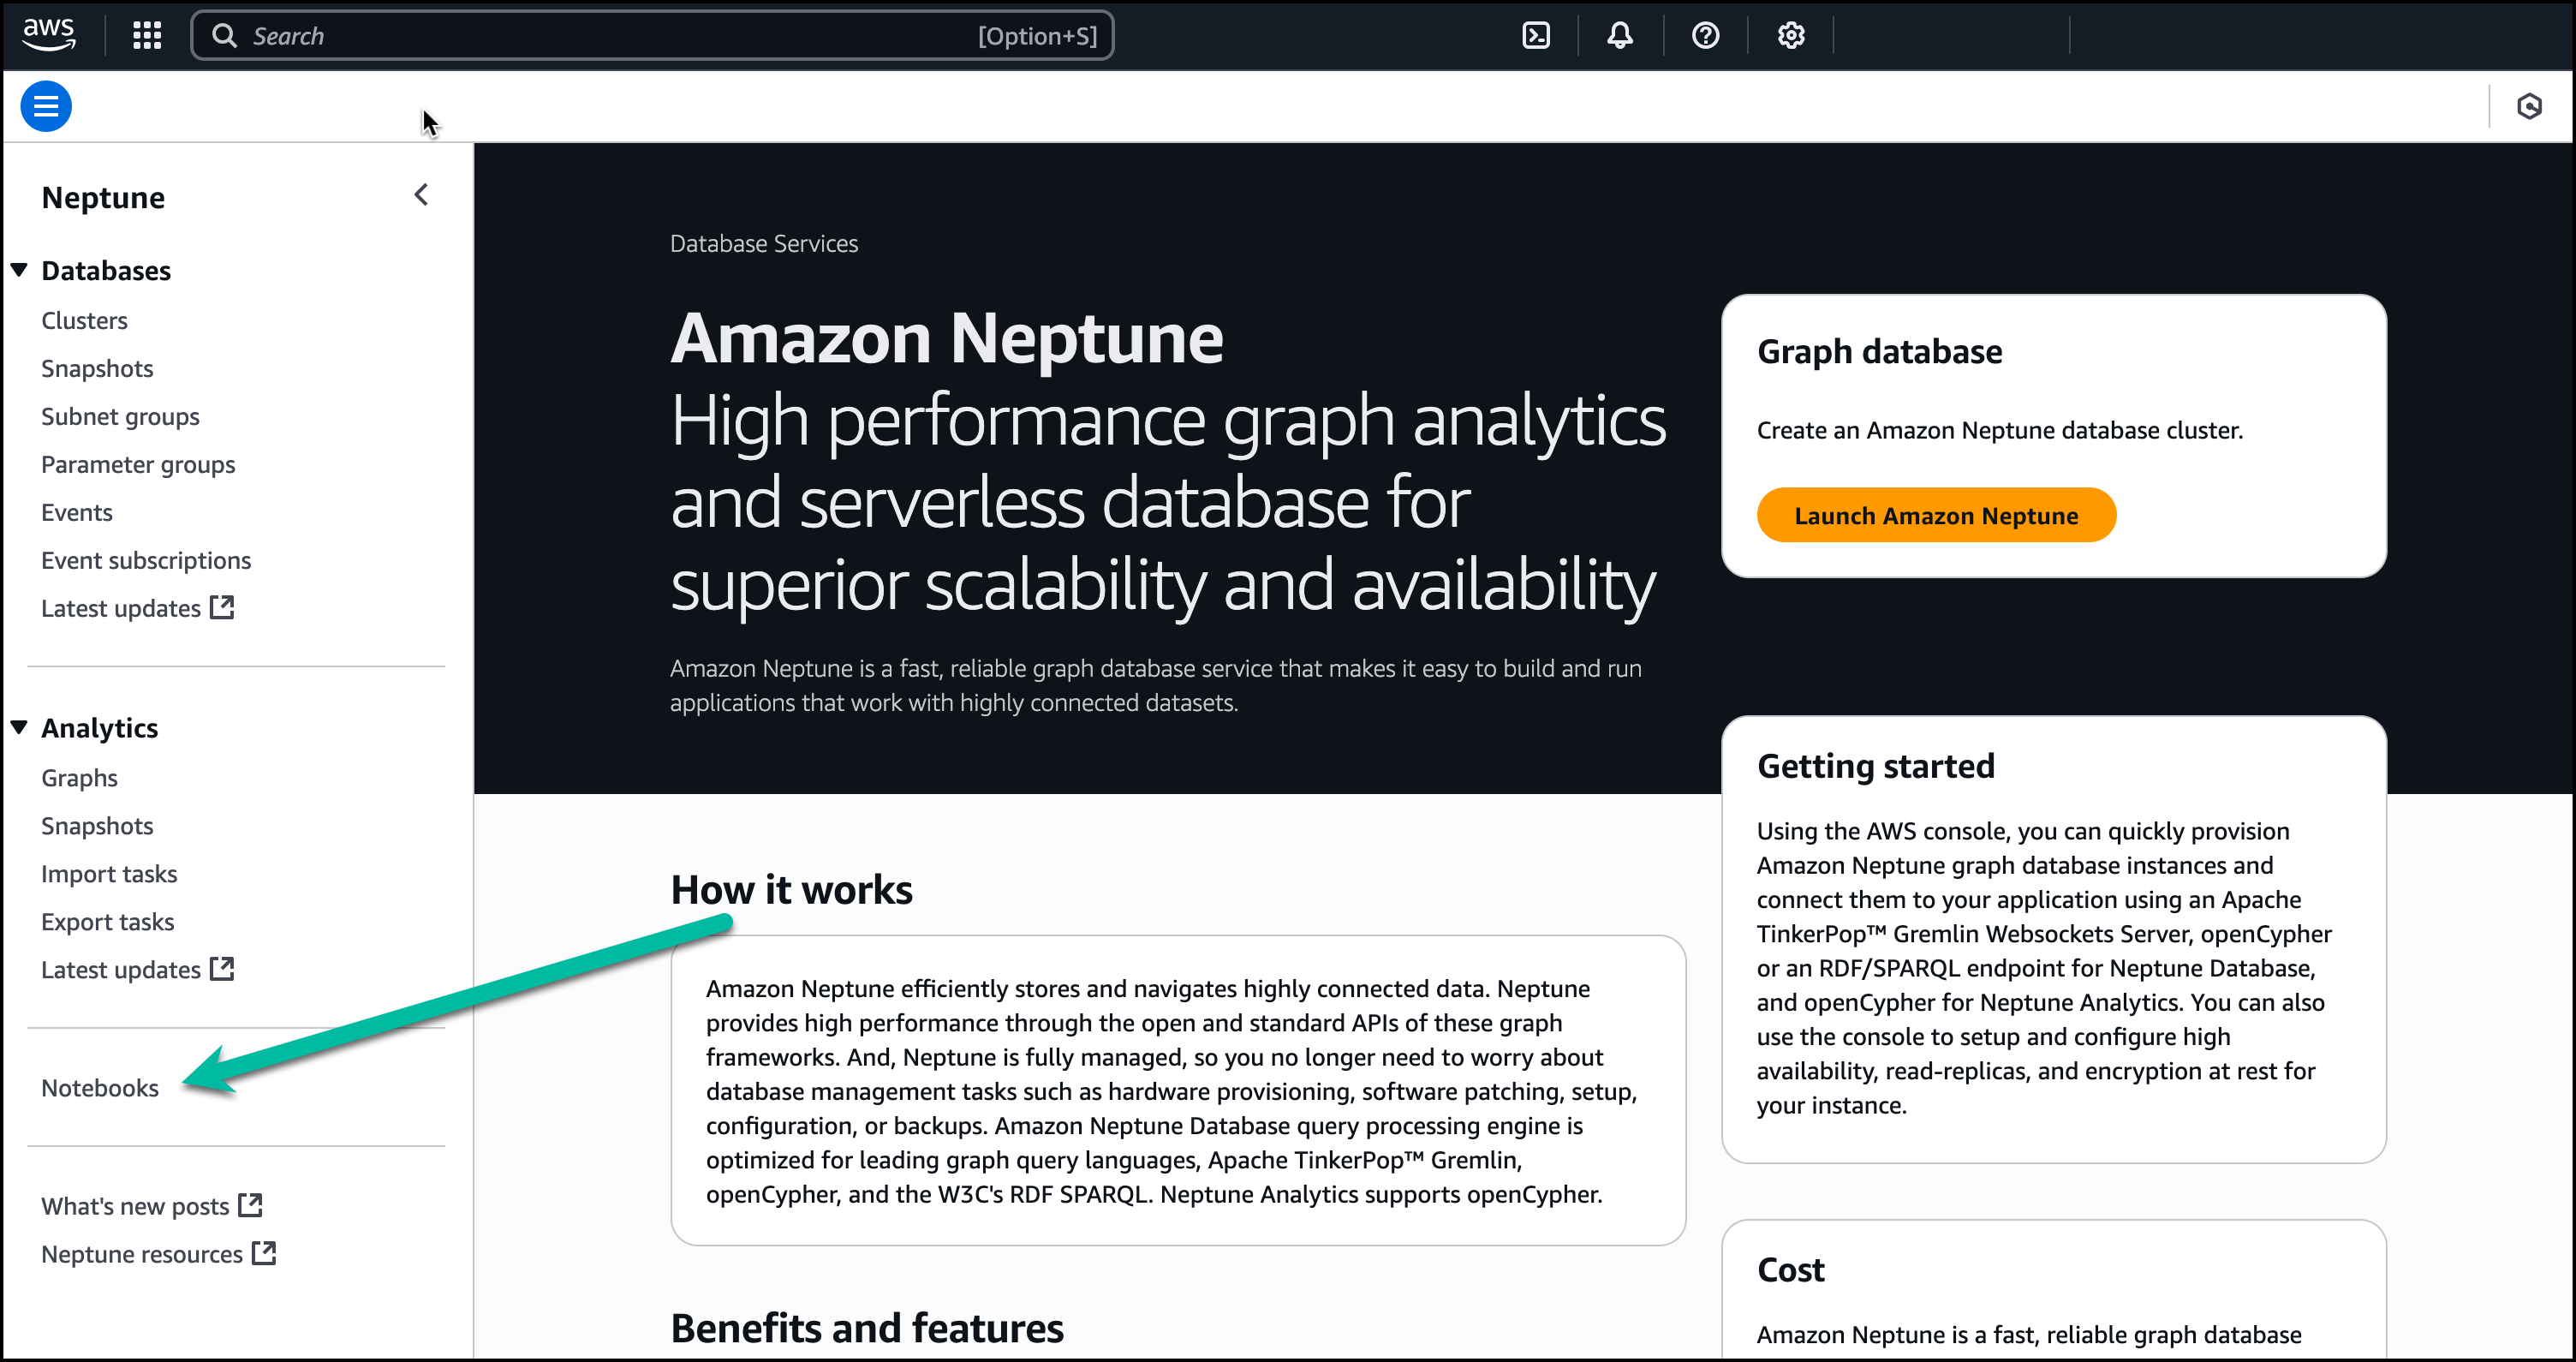 aws
Search
[Option+S]
Neptune
Databases
Clusters
Snapshots
Subnet groups
Parameter groups
Events
Event subscriptions
Latest updates
Analytics
Graphs
Snapshots
Import tasks
Export tasks
Latest updates
Notebooks
What's new posts
Neptune resources
Database Services
Amazon Neptune
High performance graph analytics
and serverless database for
superior scalability and availability
Amazon Neptune is a fast, reliable graph database service that makes it easy to build and run
applications that work with highly connected datasets.
Graph database
Create an Amazon Neptune database cluster.
Launch Amazon Neptune
How it works
Amazon Neptune efficiently stores and navigates highly connected data. Neptune
provides high performance through the open and standard APIs of these graph
frameworks. And, Neptune is fully managed, so you no longer need to worry about
database management tasks such as hardware provisioning, software patching, setup,
configuration, or backups. Amazon Neptune Database query processing engine is
optimized for leading graph query languages, Apache TinkerPop™ Gremlin,
openCypher, and the W3C's RDF SPARQL. Neptune Analytics supports openCypher.
Benefits and features
Getting started
Using the AWS console, you can quickly provision
Amazon Neptune graph database instances and
connect them to your application using an Apache
TinkerPop™ Gremlin Websockets Server, openCypher
or an RDF/SPARQL endpoint for Neptune Database,
and openCypher for Neptune Analytics. You can also
use the console to setup and configure high
availability, read-replicas, and encryption at rest for
your instance.
Cost
Amazon Neptune is a fast, reliable graph database